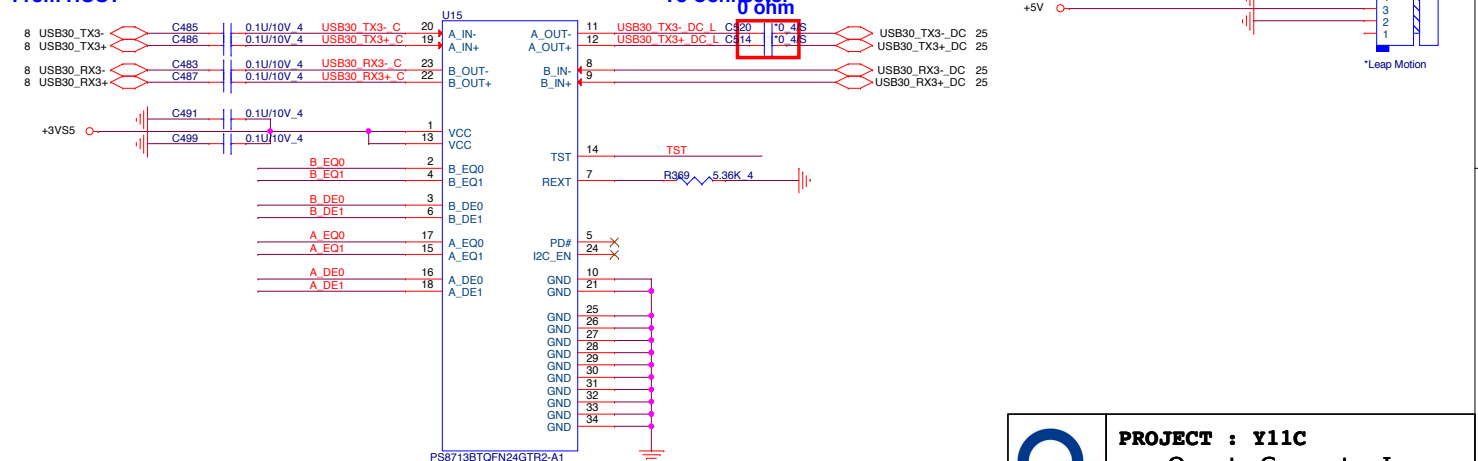 0 ohm
U15
+5V
3
2
1
*Leap Motion
8 USB30_TX3- C485 0.1U/10V_4 USB30_TX3-_C 20 A_IN- A_OUT- 11 USB30_TX3-_DC_L C520 *0_4/S USB30_TX3-_DC 25
8 USB30_TX3+ C486 0.1U/10V_4 USB30_TX3+_C 19 A_IN+ A_OUT+ 12 USB30_TX3+_DC_L C514 *0_4/S USB30_TX3+_DC 25
8 USB30_RX3- C483 0.1U/10V_4 USB30_RX3-_C 23 B_OUT- B_IN- 8 USB30_RX3-_DC 25
8 USB30_RX3+ C487 0.1U/10V_4 USB30_RX3+_C 22 B_OUT+ B_IN+ 9 USB30_RX3+_DC 25
C491 0.1U/10V_4
+3VS5 1 VCC
C499 0.1U/10V_4 13 VCC
TST 14 TST
B_EQ0 2 B_EQ0
B_EQ1 4 B_EQ1 REXT 7 R369 5.36K_4
B_DE0 3 B_DE0
B_DE1 6 B_DE1
A_EQ0 17 A_EQ0 PD# 5
A_EQ1 15 A_EQ1 I2C_EN 24
A_DE0 16 A_DE0 GND 10
A_DE1 18 A_DE1 GND 21
GND 25
GND 26
GND 27
GND 28
GND 29
GND 30
GND 31
GND 32
GND 33
GND 34
PS8713BTQFN24GTR2-A1
PROJECT : Y11C